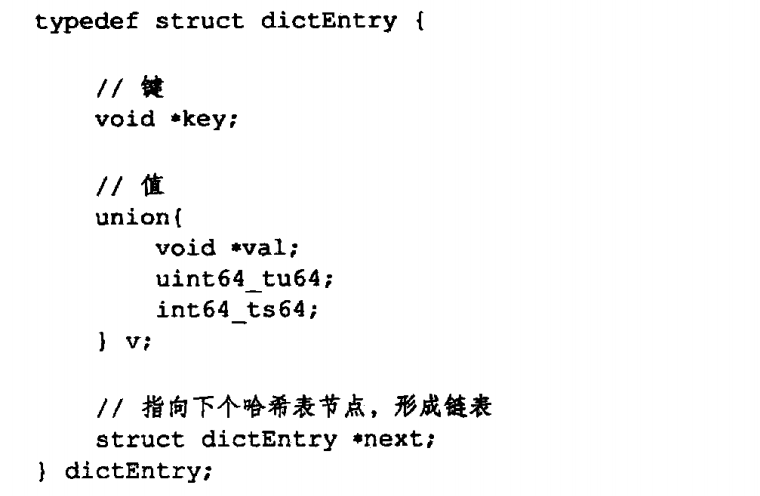 typedef struct dictEntry {
// 键
void *key;
// 值
union{
void *val;
uint64_tu64;
int64_ts64;
} v;
// 指向下个哈希表节点，形成链表
struct dictEntry *next;
} dictEntry;